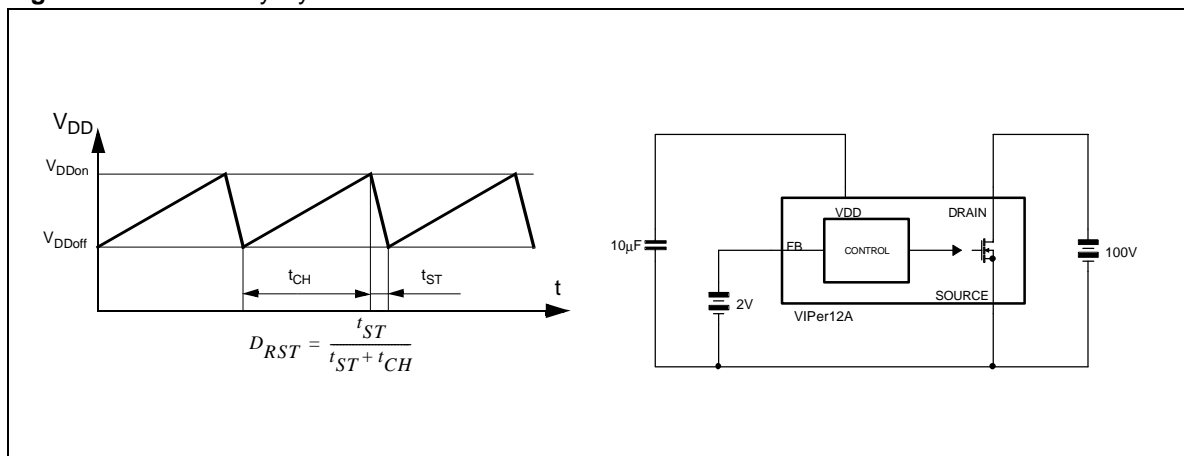 V_DD
V_DDon
V_DDoff
t_CH
t_ST
t
D_RST = t_ST / (t_ST + t_CH)
VDD
DRAIN
10µF
FB
CONTROL
100V
2V
SOURCE
VIPer12A